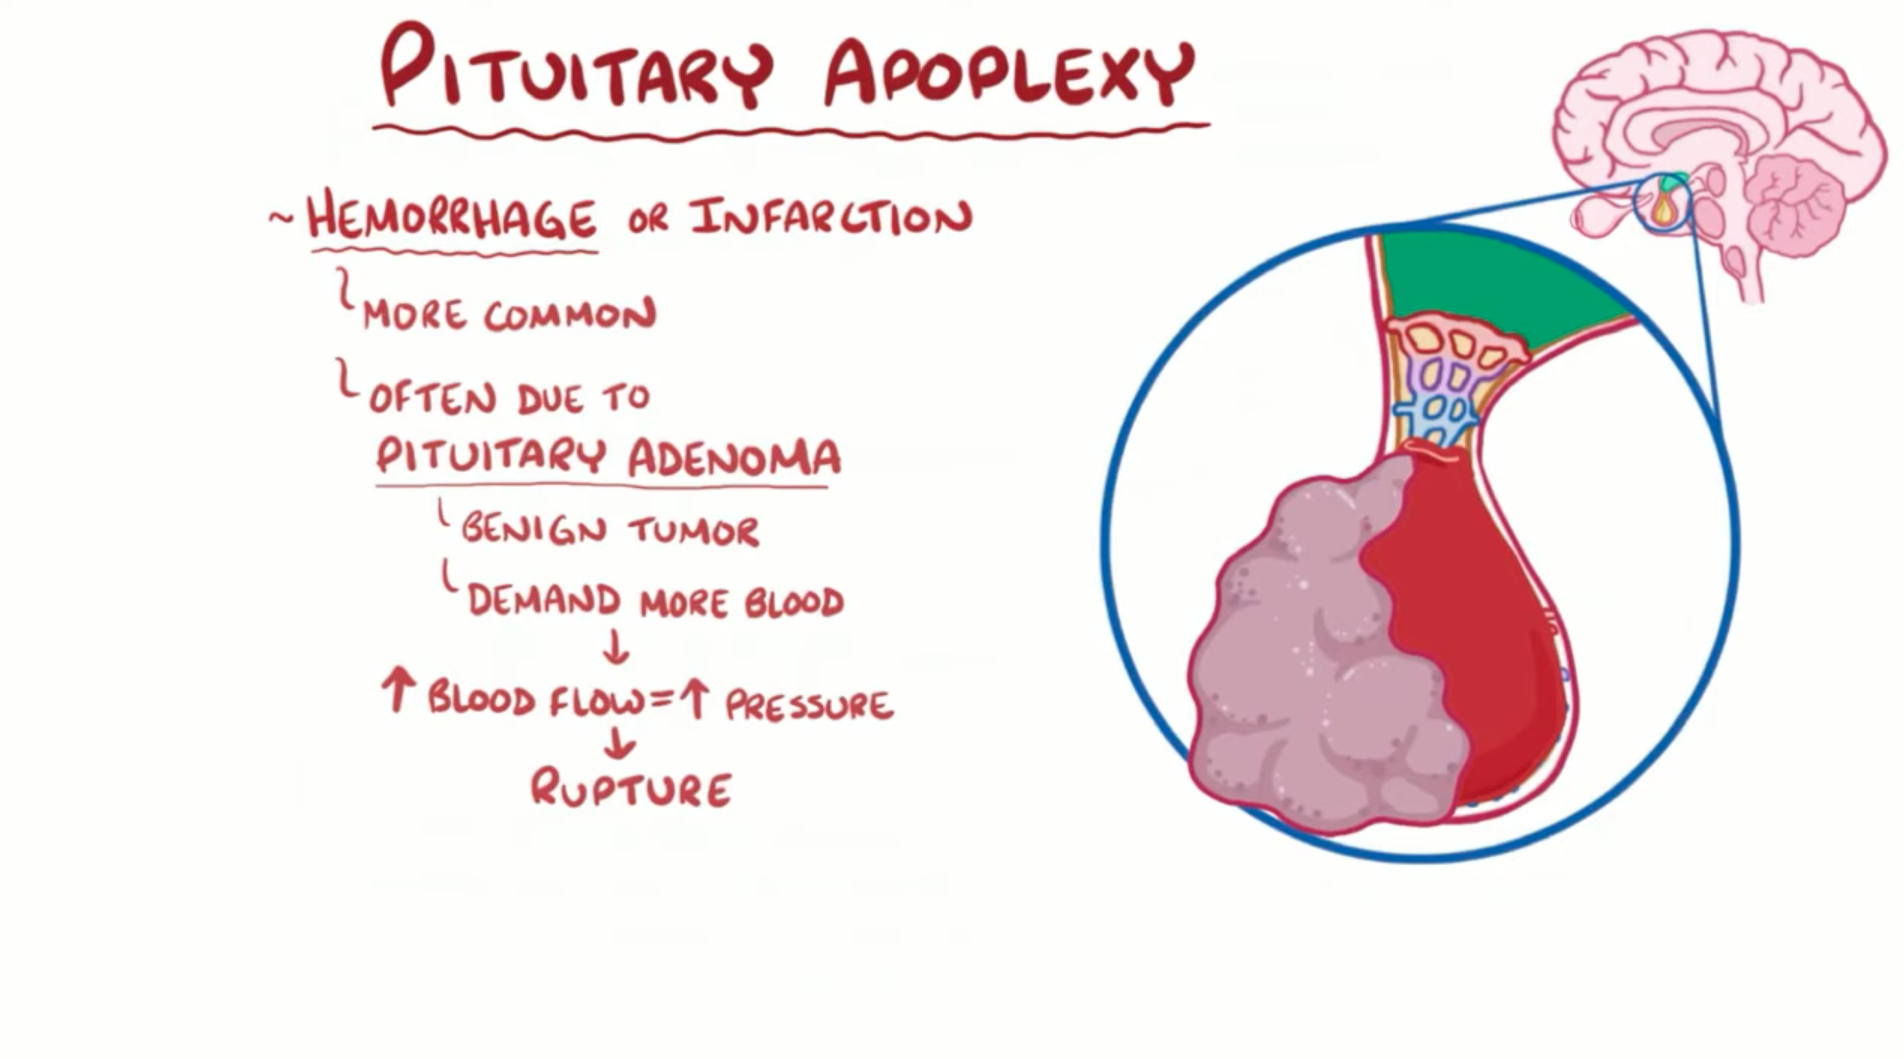 PITUITARY APOPLEXY
~ HEMORRHAGE OR INFARCTION
MORE COMMON
OFTEN DUE TO
PITUITARY ADENOMA
BENIGN TUMOR
DEMAND MORE BLOOD
↓
↑ BLOOD FLOW = ↑ PRESSURE
↓
RUPTURE